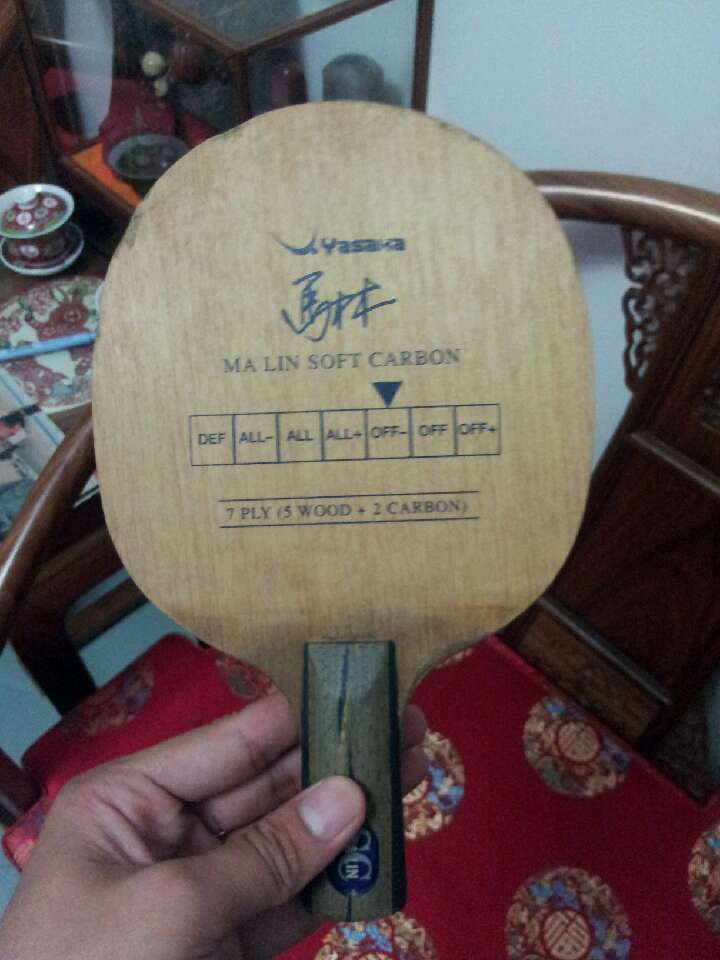 Yasaka
馬林
MA LIN SOFT CARBON
DEF ALL- ALL ALL+ OFF- OFF OFF+
7 PLY (5 WOOD + 2 CARBON)
LIN